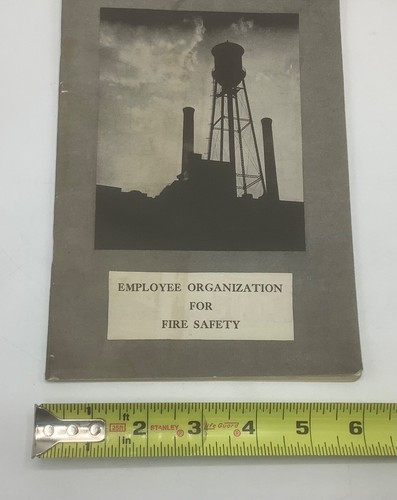 EMPLOYEE ORGANIZATION
FOR
FIRE SAFETY
ft
in 2 STANLEY ® 3 4 5 6